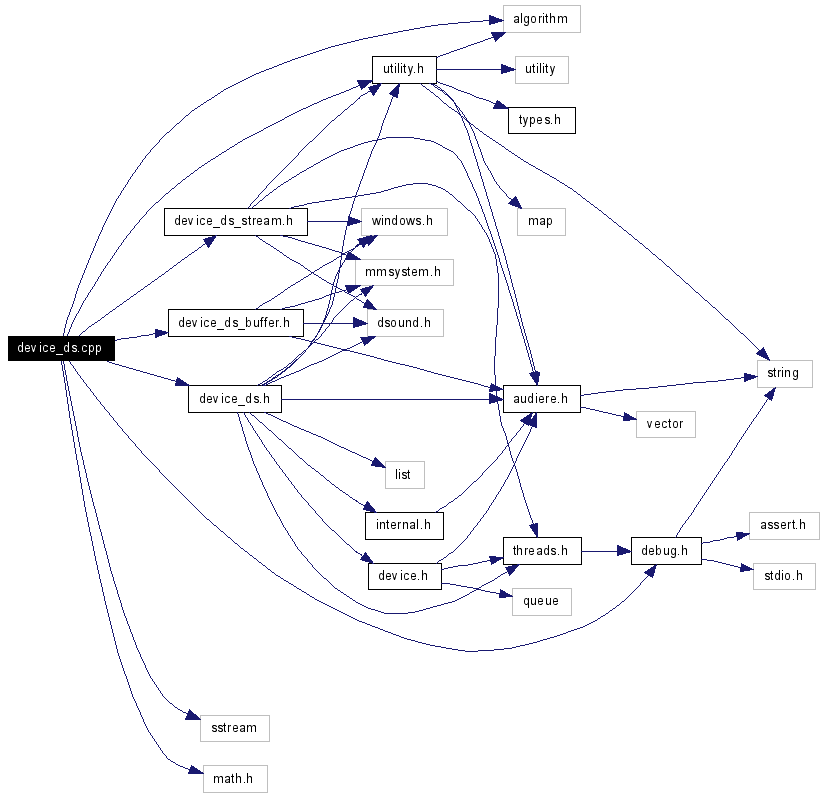 algorithm
utility.h
utility
types.h
device_ds_stream.h
windows.h
map
mmsystem.h
device_ds_buffer.h
dsound.h
device_ds.cpp
string
device_ds.h
audiere.h
vector
list
internal.h
assert.h
threads.h
debug.h
device.h
stdio.h
queue
sstream
math.h